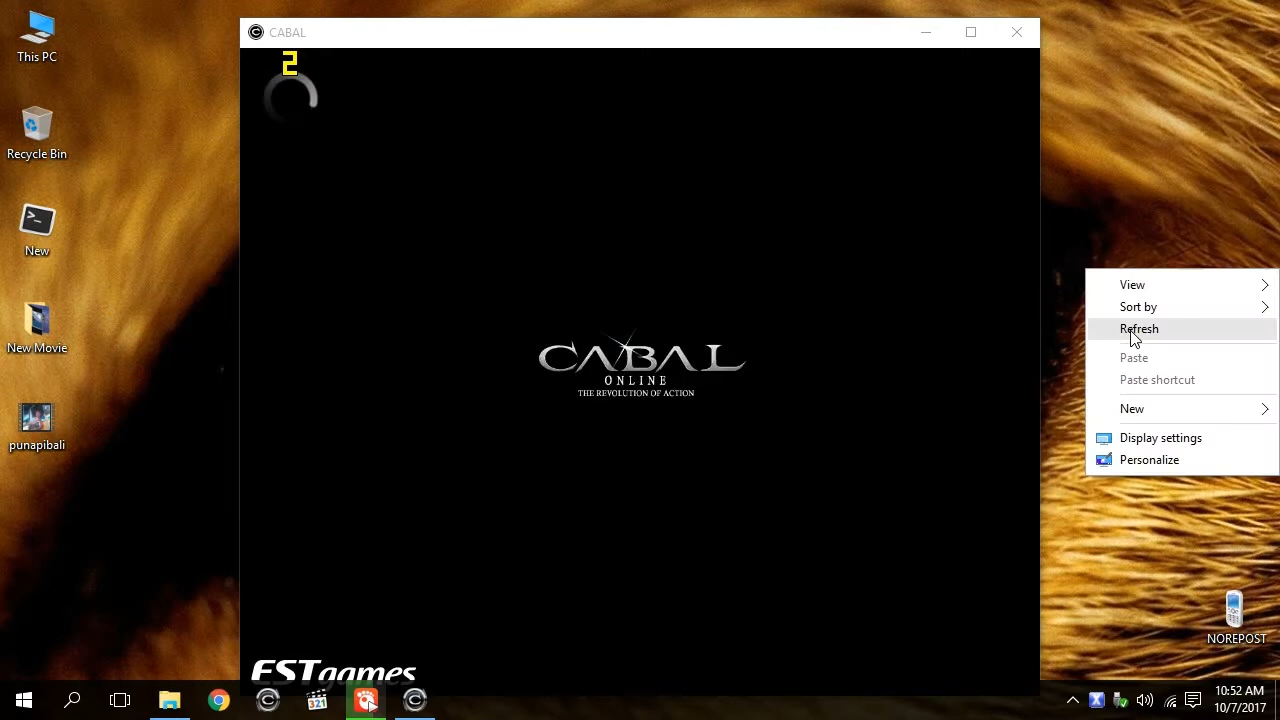 This PC
Recycle Bin
New
New Movie
punapibali
CABAL
2
CABAL
ONLINE
THE REVOLUTION OF ACTION
ESTgames
View
Sort by
Refresh
Paste
Paste shortcut
New
Display settings
Personalize
NOREPOST
321
10:52 AM
10/7/2017